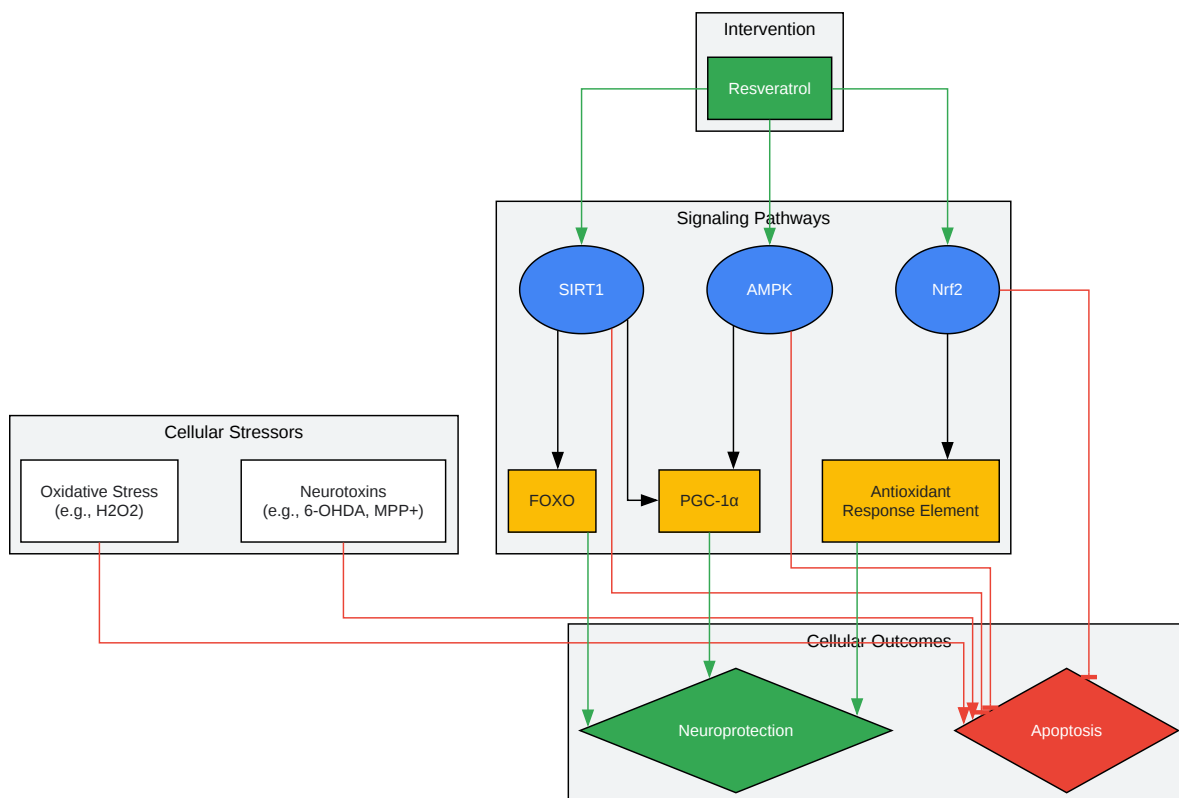 Intervention
Resveratrol
Signaling Pathways
SIRT1
AMPK
Nrf2
Cellular Stressors
Oxidative Stress
(e.g., H2O2)
Neurotoxins
(e.g., 6-OHDA, MPP+)
FOXO
PGC-1α
Antioxidant
Response Element
Cellular Outcomes
Neuroprotection
Apoptosis